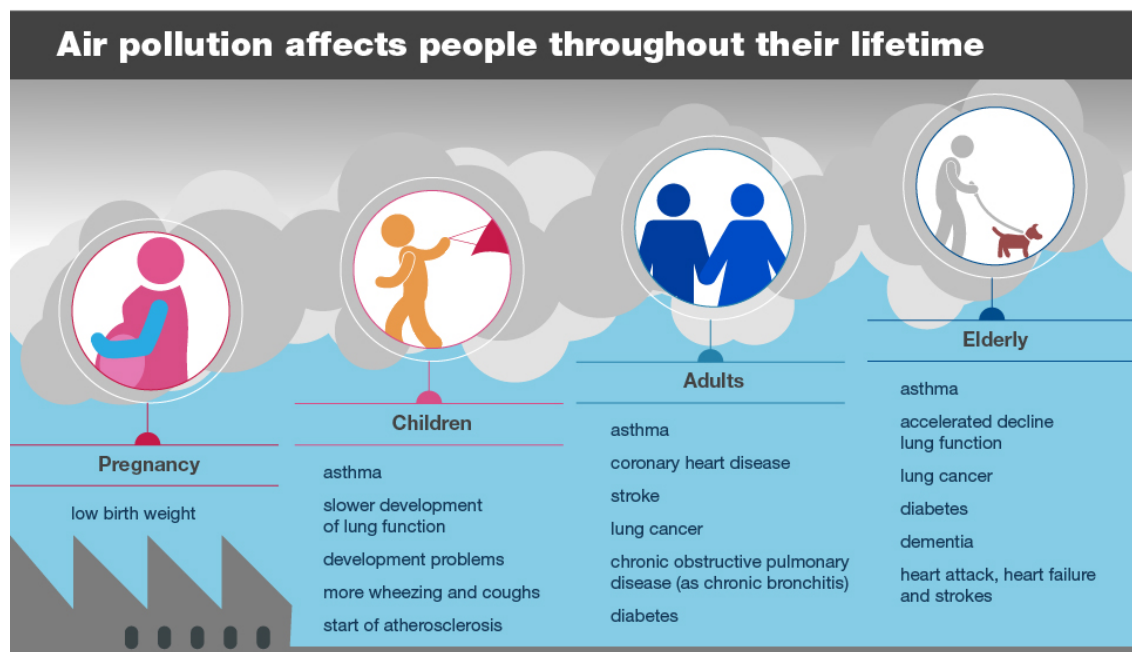 Air pollution affects people throughout their lifetime
Pregnancy
low birth weight
Children
asthma
slower development
of lung function
development problems
more wheezing and coughs
start of atherosclerosis
Adults
asthma
coronary heart disease
stroke
lung cancer
chronic obstructive pulmonary
disease (as chronic bronchitis)
diabetes
Elderly
asthma
accelerated decline
lung function
lung cancer
diabetes
dementia
heart attack, heart failure
and strokes